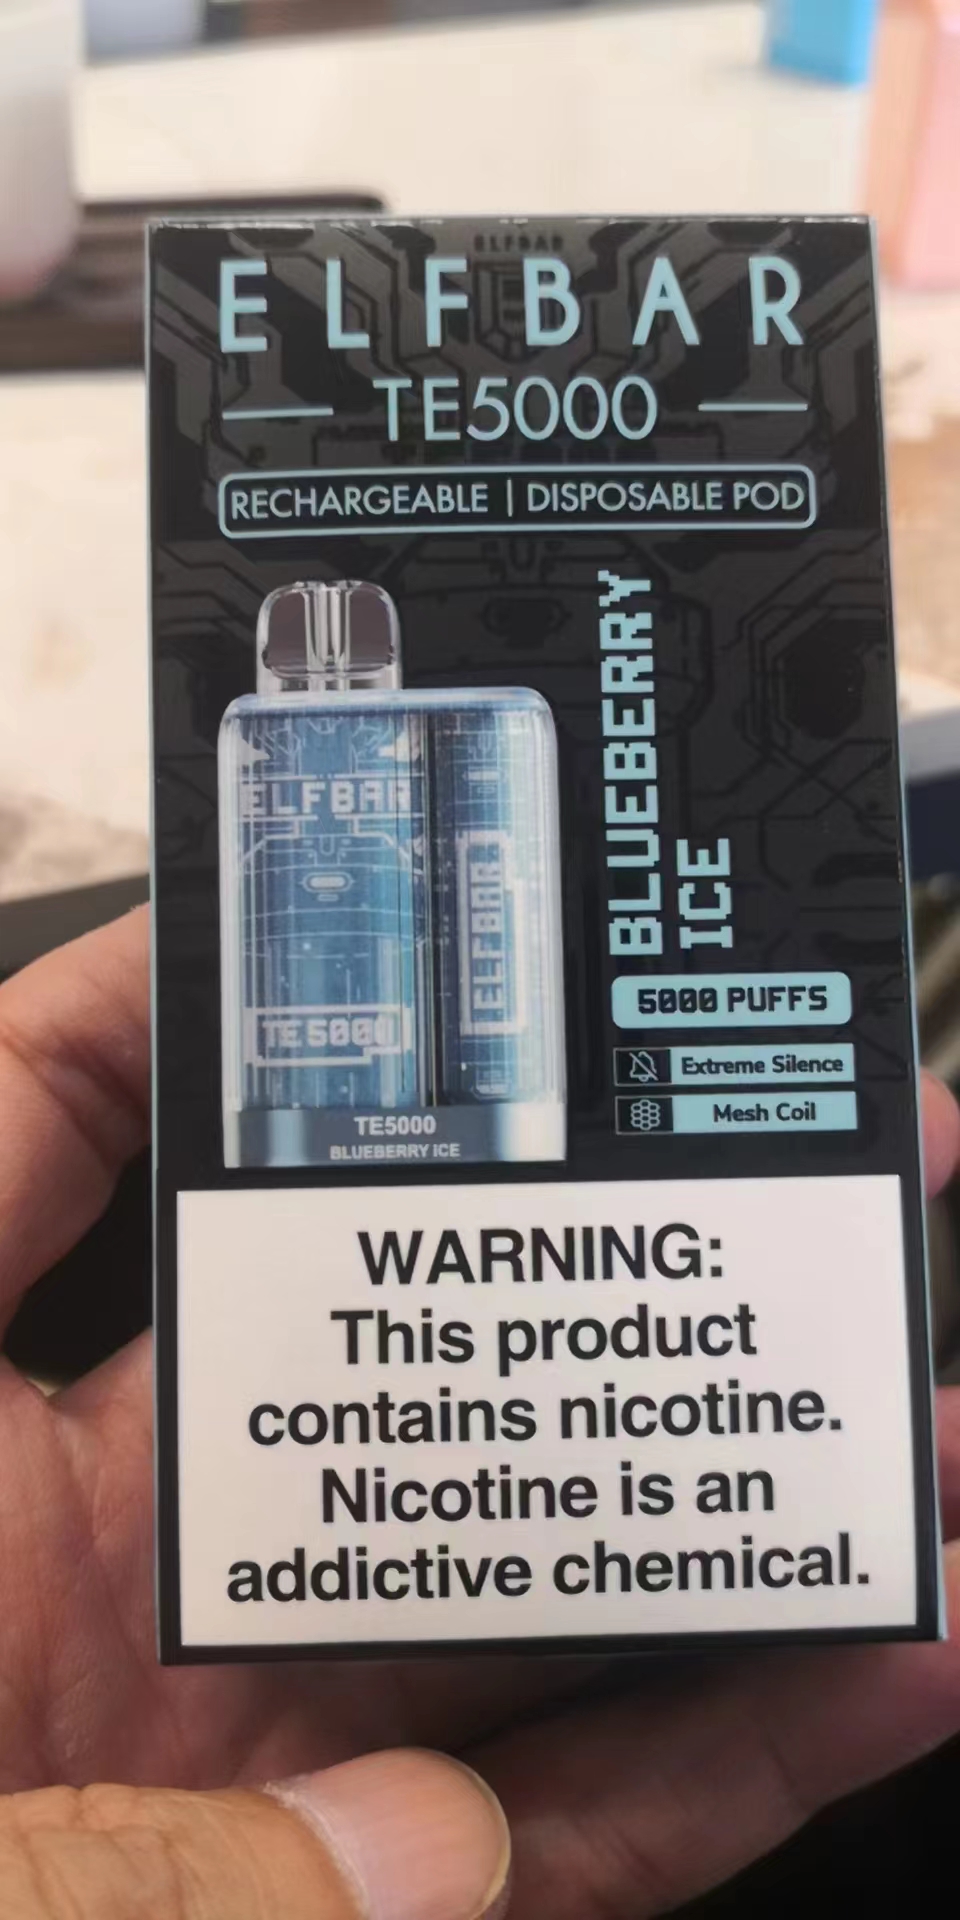 ELFBAR
ELFBAR
TE5000
RECHARGEABLE | DISPOSABLE POD
BLUEBERRY
ICE
ELFBAR
ELFBAR
TE5000
TE5000
BLUEBERRY ICE
5000 PUFFS
Extreme Silence
Mesh Coil
WARNING:
This product
contains nicotine.
Nicotine is an
addictive chemical.